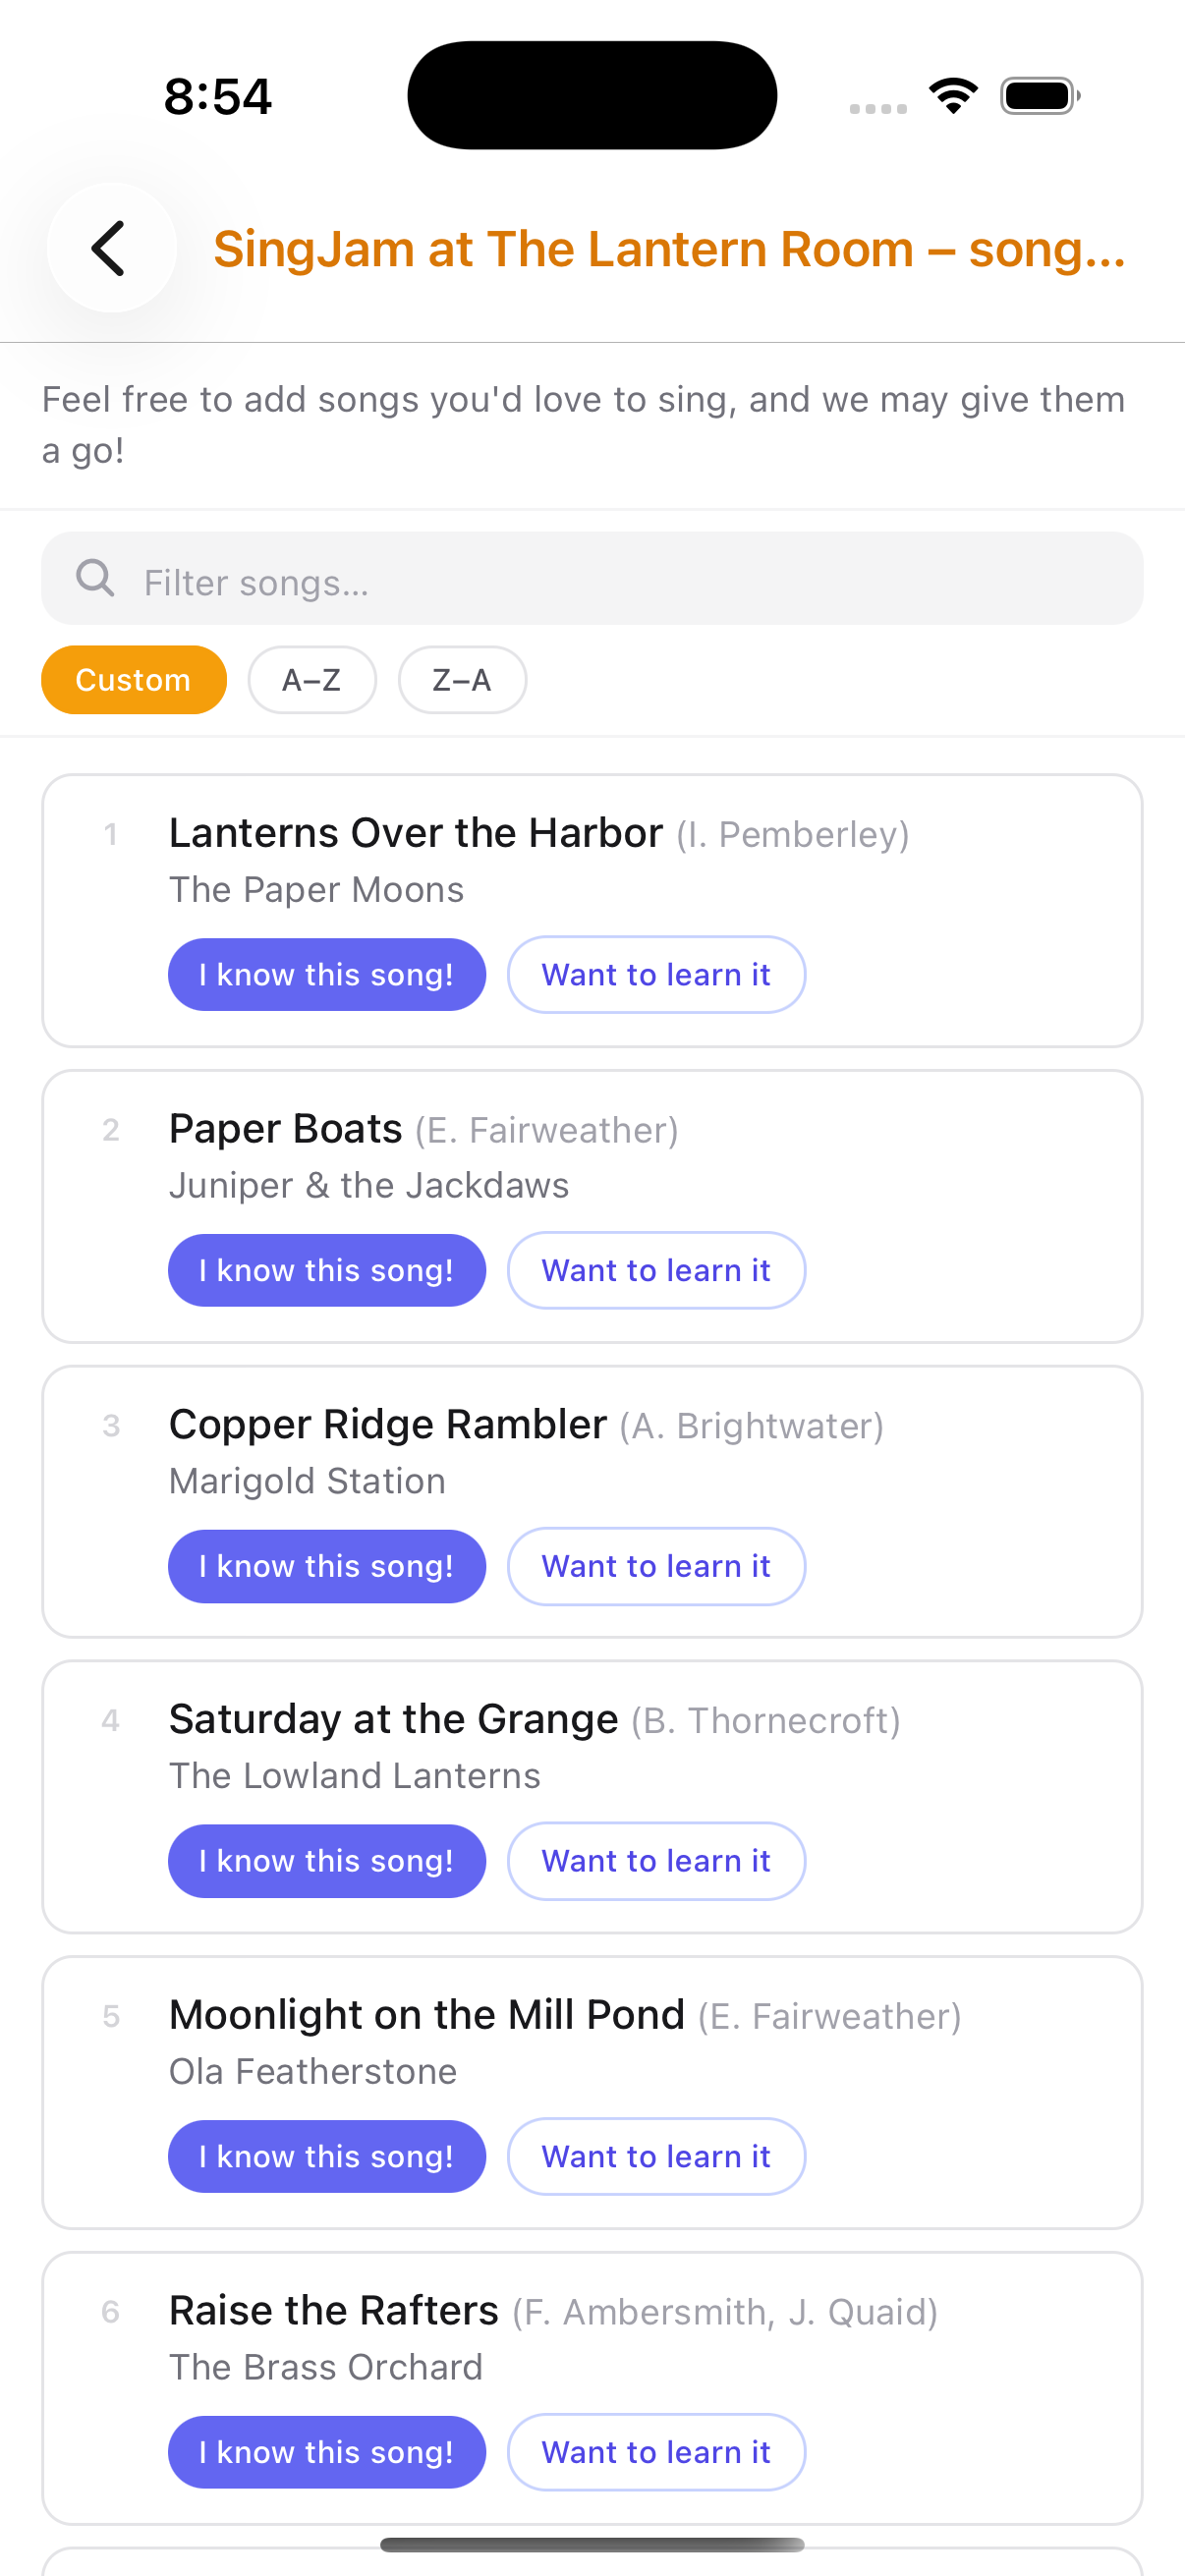 8:54
SingJam at The Lantern Room – song...
Feel free to add songs you'd love to sing, and we may give them
a go!
Filter songs...
Custom
A–Z
Z–A
1
Lanterns Over the Harbor (I. Pemberley)
The Paper Moons
I know this song!
Want to learn it
2
Paper Boats (E. Fairweather)
Juniper & the Jackdaws
I know this song!
Want to learn it
3
Copper Ridge Rambler (A. Brightwater)
Marigold Station
I know this song!
Want to learn it
4
Saturday at the Grange (B. Thornecroft)
The Lowland Lanterns
I know this song!
Want to learn it
5
Moonlight on the Mill Pond (E. Fairweather)
Ola Featherstone
I know this song!
Want to learn it
6
Raise the Rafters (F. Ambersmith, J. Quaid)
The Brass Orchard
I know this song!
Want to learn it